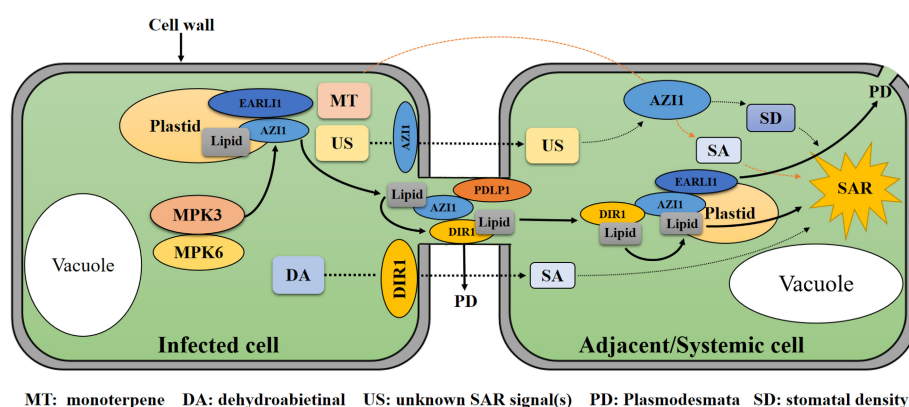 Cell wall
EARLI1
MT
Plastid
AZI1
Lipid
US
AZI1
MPK3
MPK6
Vacuole
DA
DIR1
Infected cell
Lipid
PDLP1
AZI1
Lipid
DIR1
PD
US
AZI1
SD
SA
PD
EARLI1
SAR
DIR1
AZI1
Plastid
Lipid
Lipid
SA
Vacuole
Adjacent/Systemic cell
MT: monoterpene DA: dehydroabietinal US: unknown SAR signal(s) PD: Plasmodesmata SD: stomatal density